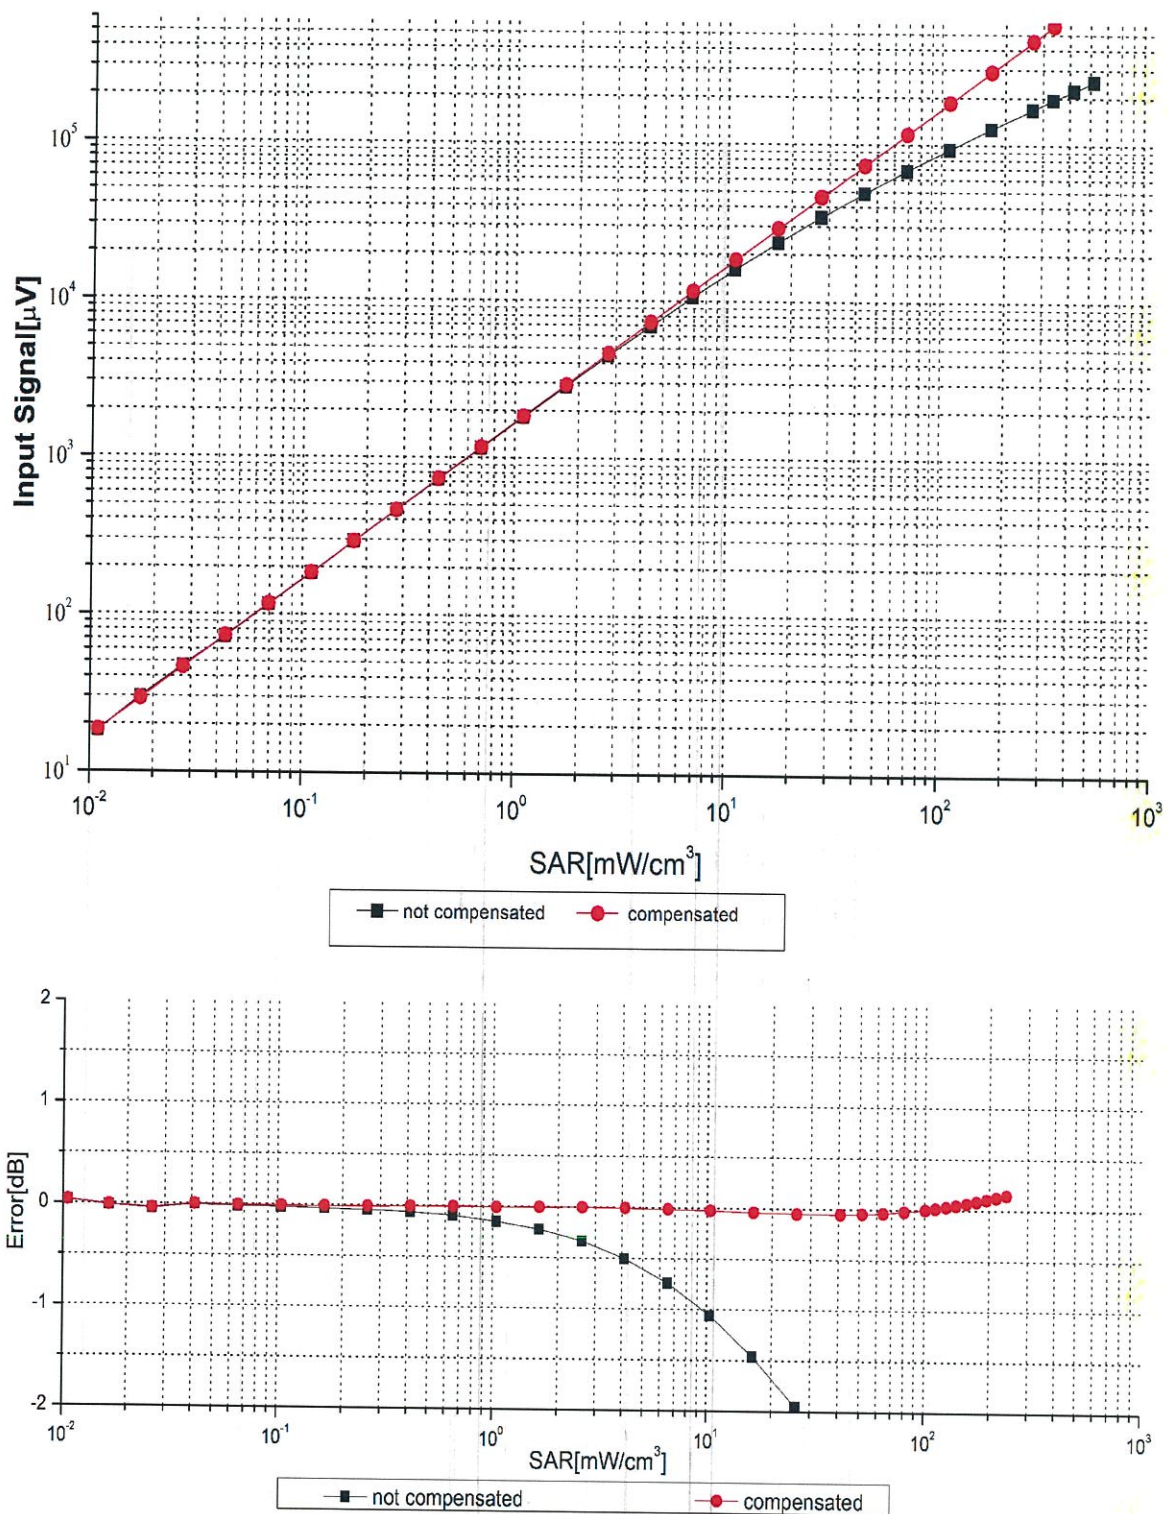 10^5
10^4
10^3
10^2
10^1
Input Signal[µV]
10^-2 10^-1 10^0 10^1 10^2 10^3
SAR[mW/cm^3]
not compensated compensated
2
1
0
-1
-2
Error[dB]
10^-2 10^-1 10^0 10^1 10^2 10^3
SAR[mW/cm^3]
not compensated compensated